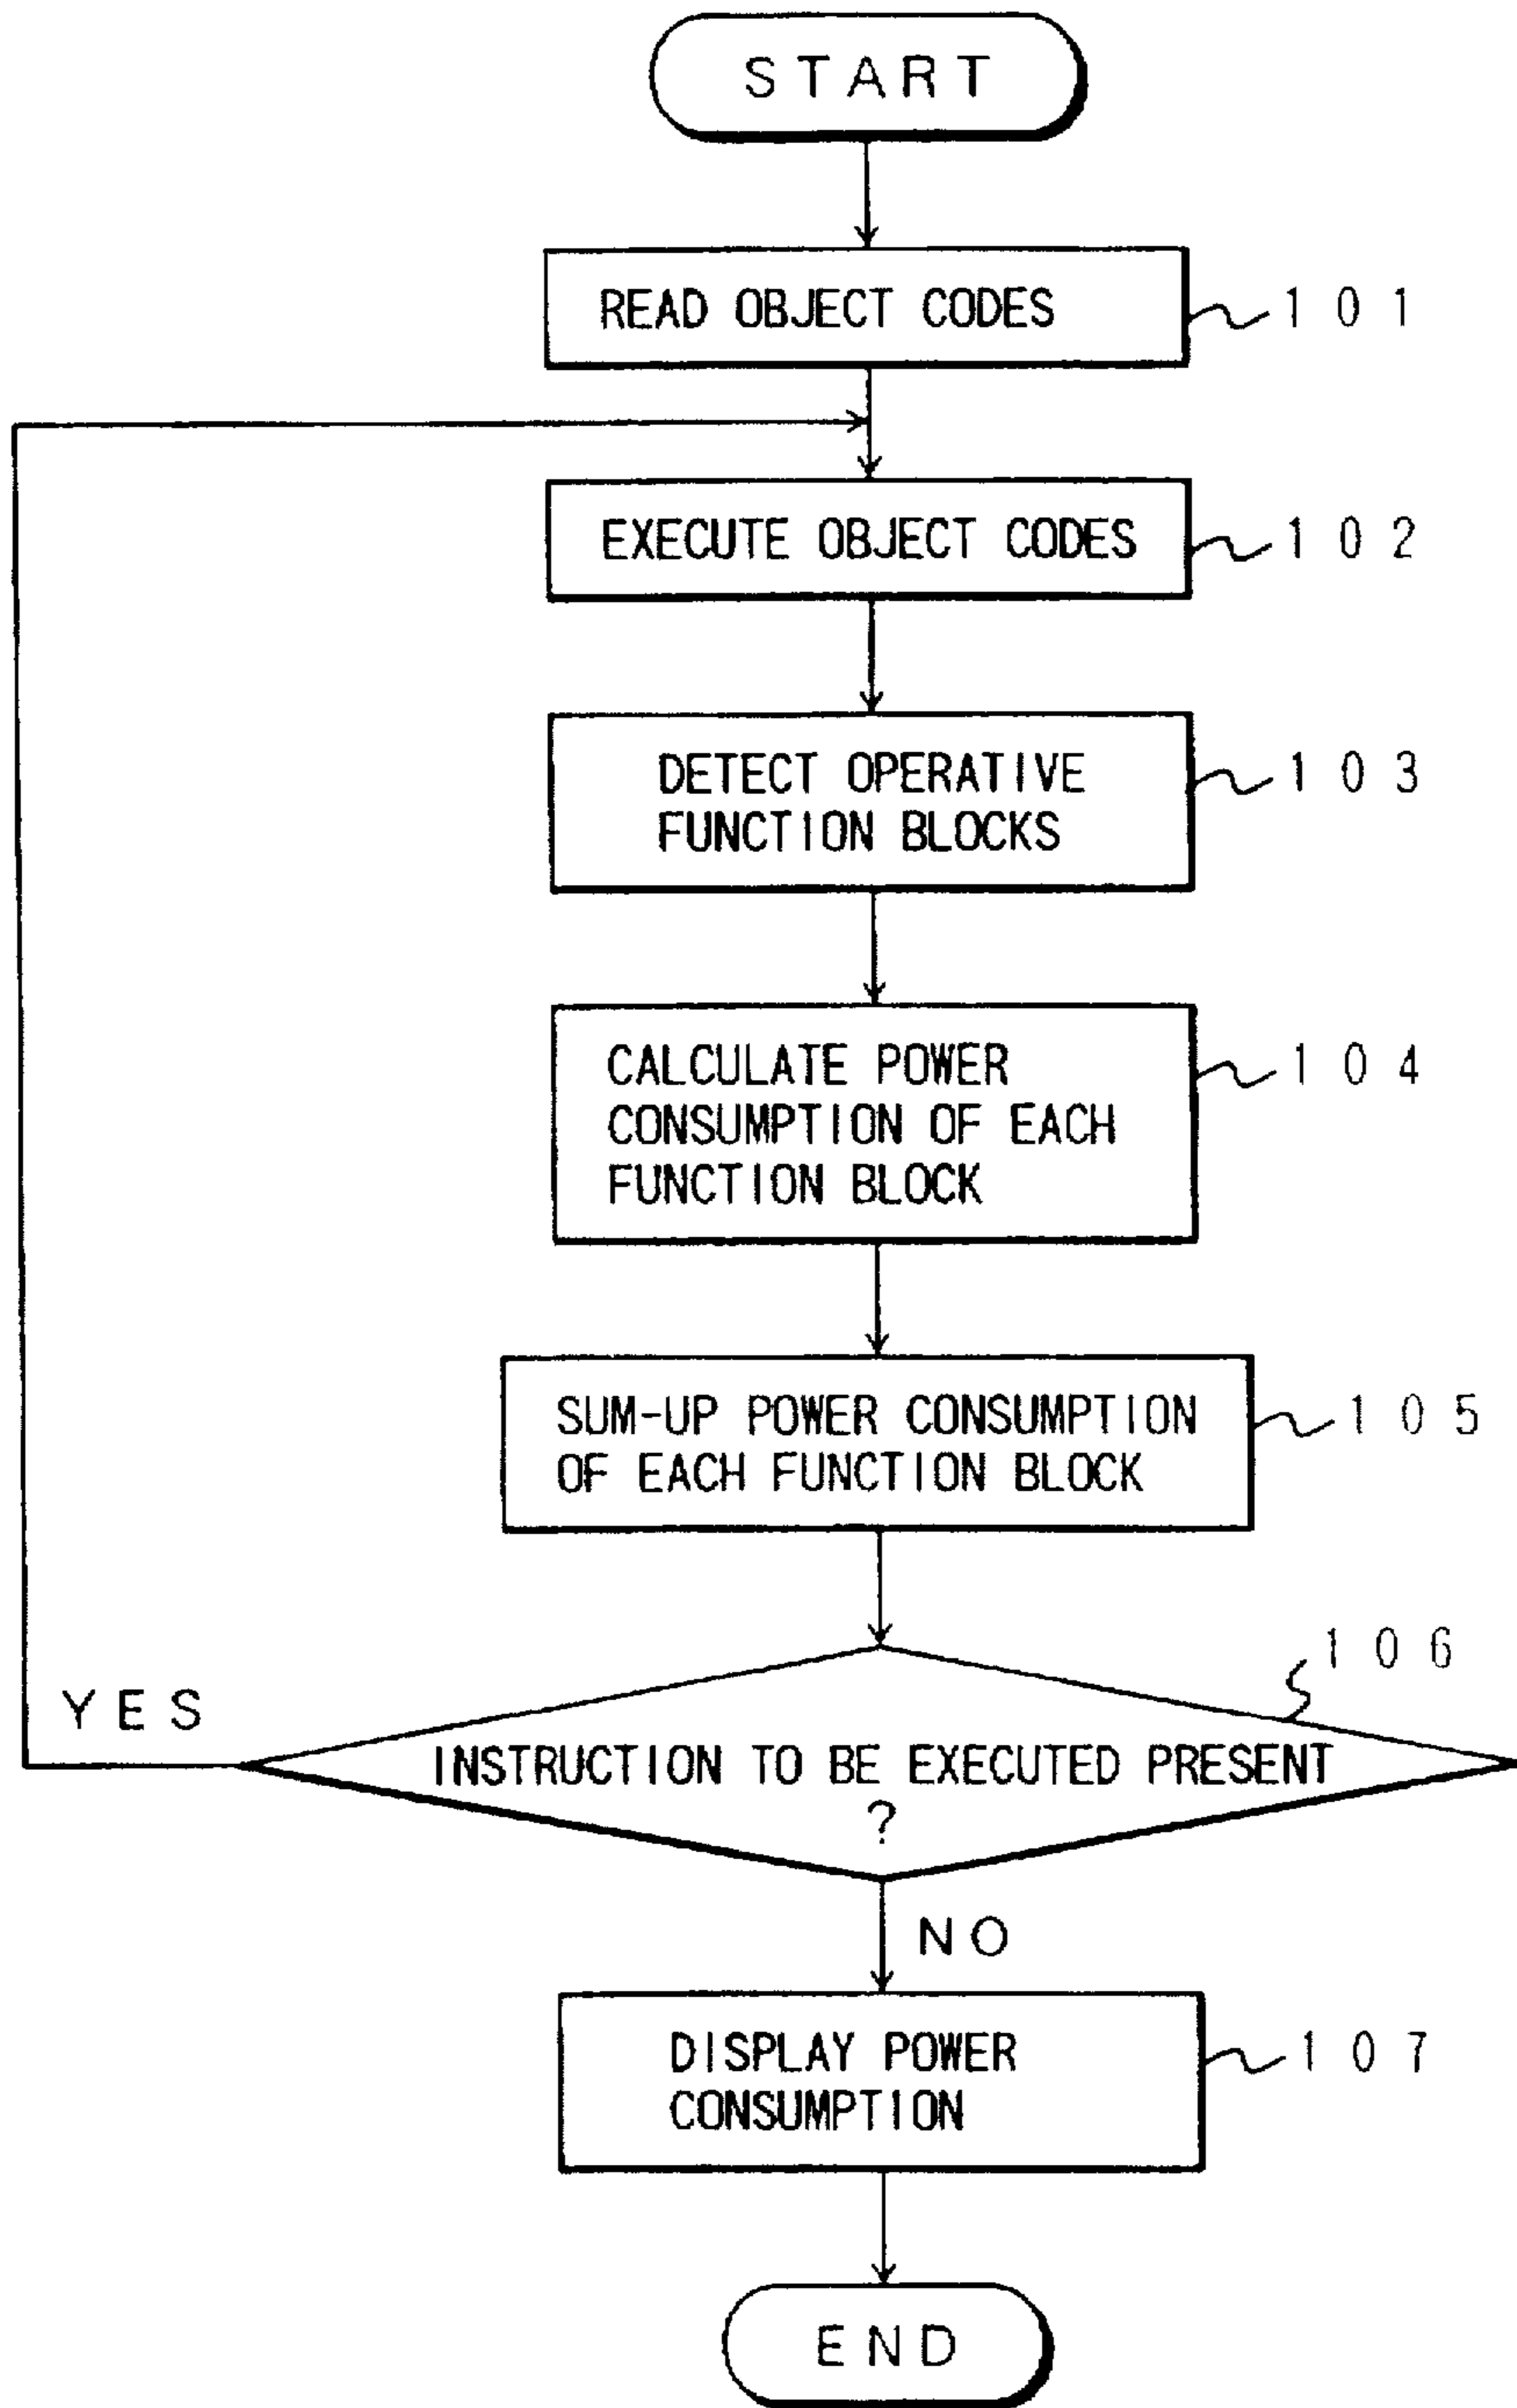 START
READ OBJECT CODES
101
EXECUTE OBJECT CODES
102
DETECT OPERATIVE
FUNCTION BLOCKS
103
CALCULATE POWER
CONSUMPTION OF EACH
FUNCTION BLOCK
104
SUM-UP POWER CONSUMPTION
OF EACH FUNCTION BLOCK
105
106
YES
INSTRUCTION TO BE EXECUTED PRESENT
?
NO
DISPLAY POWER
CONSUMPTION
107
END